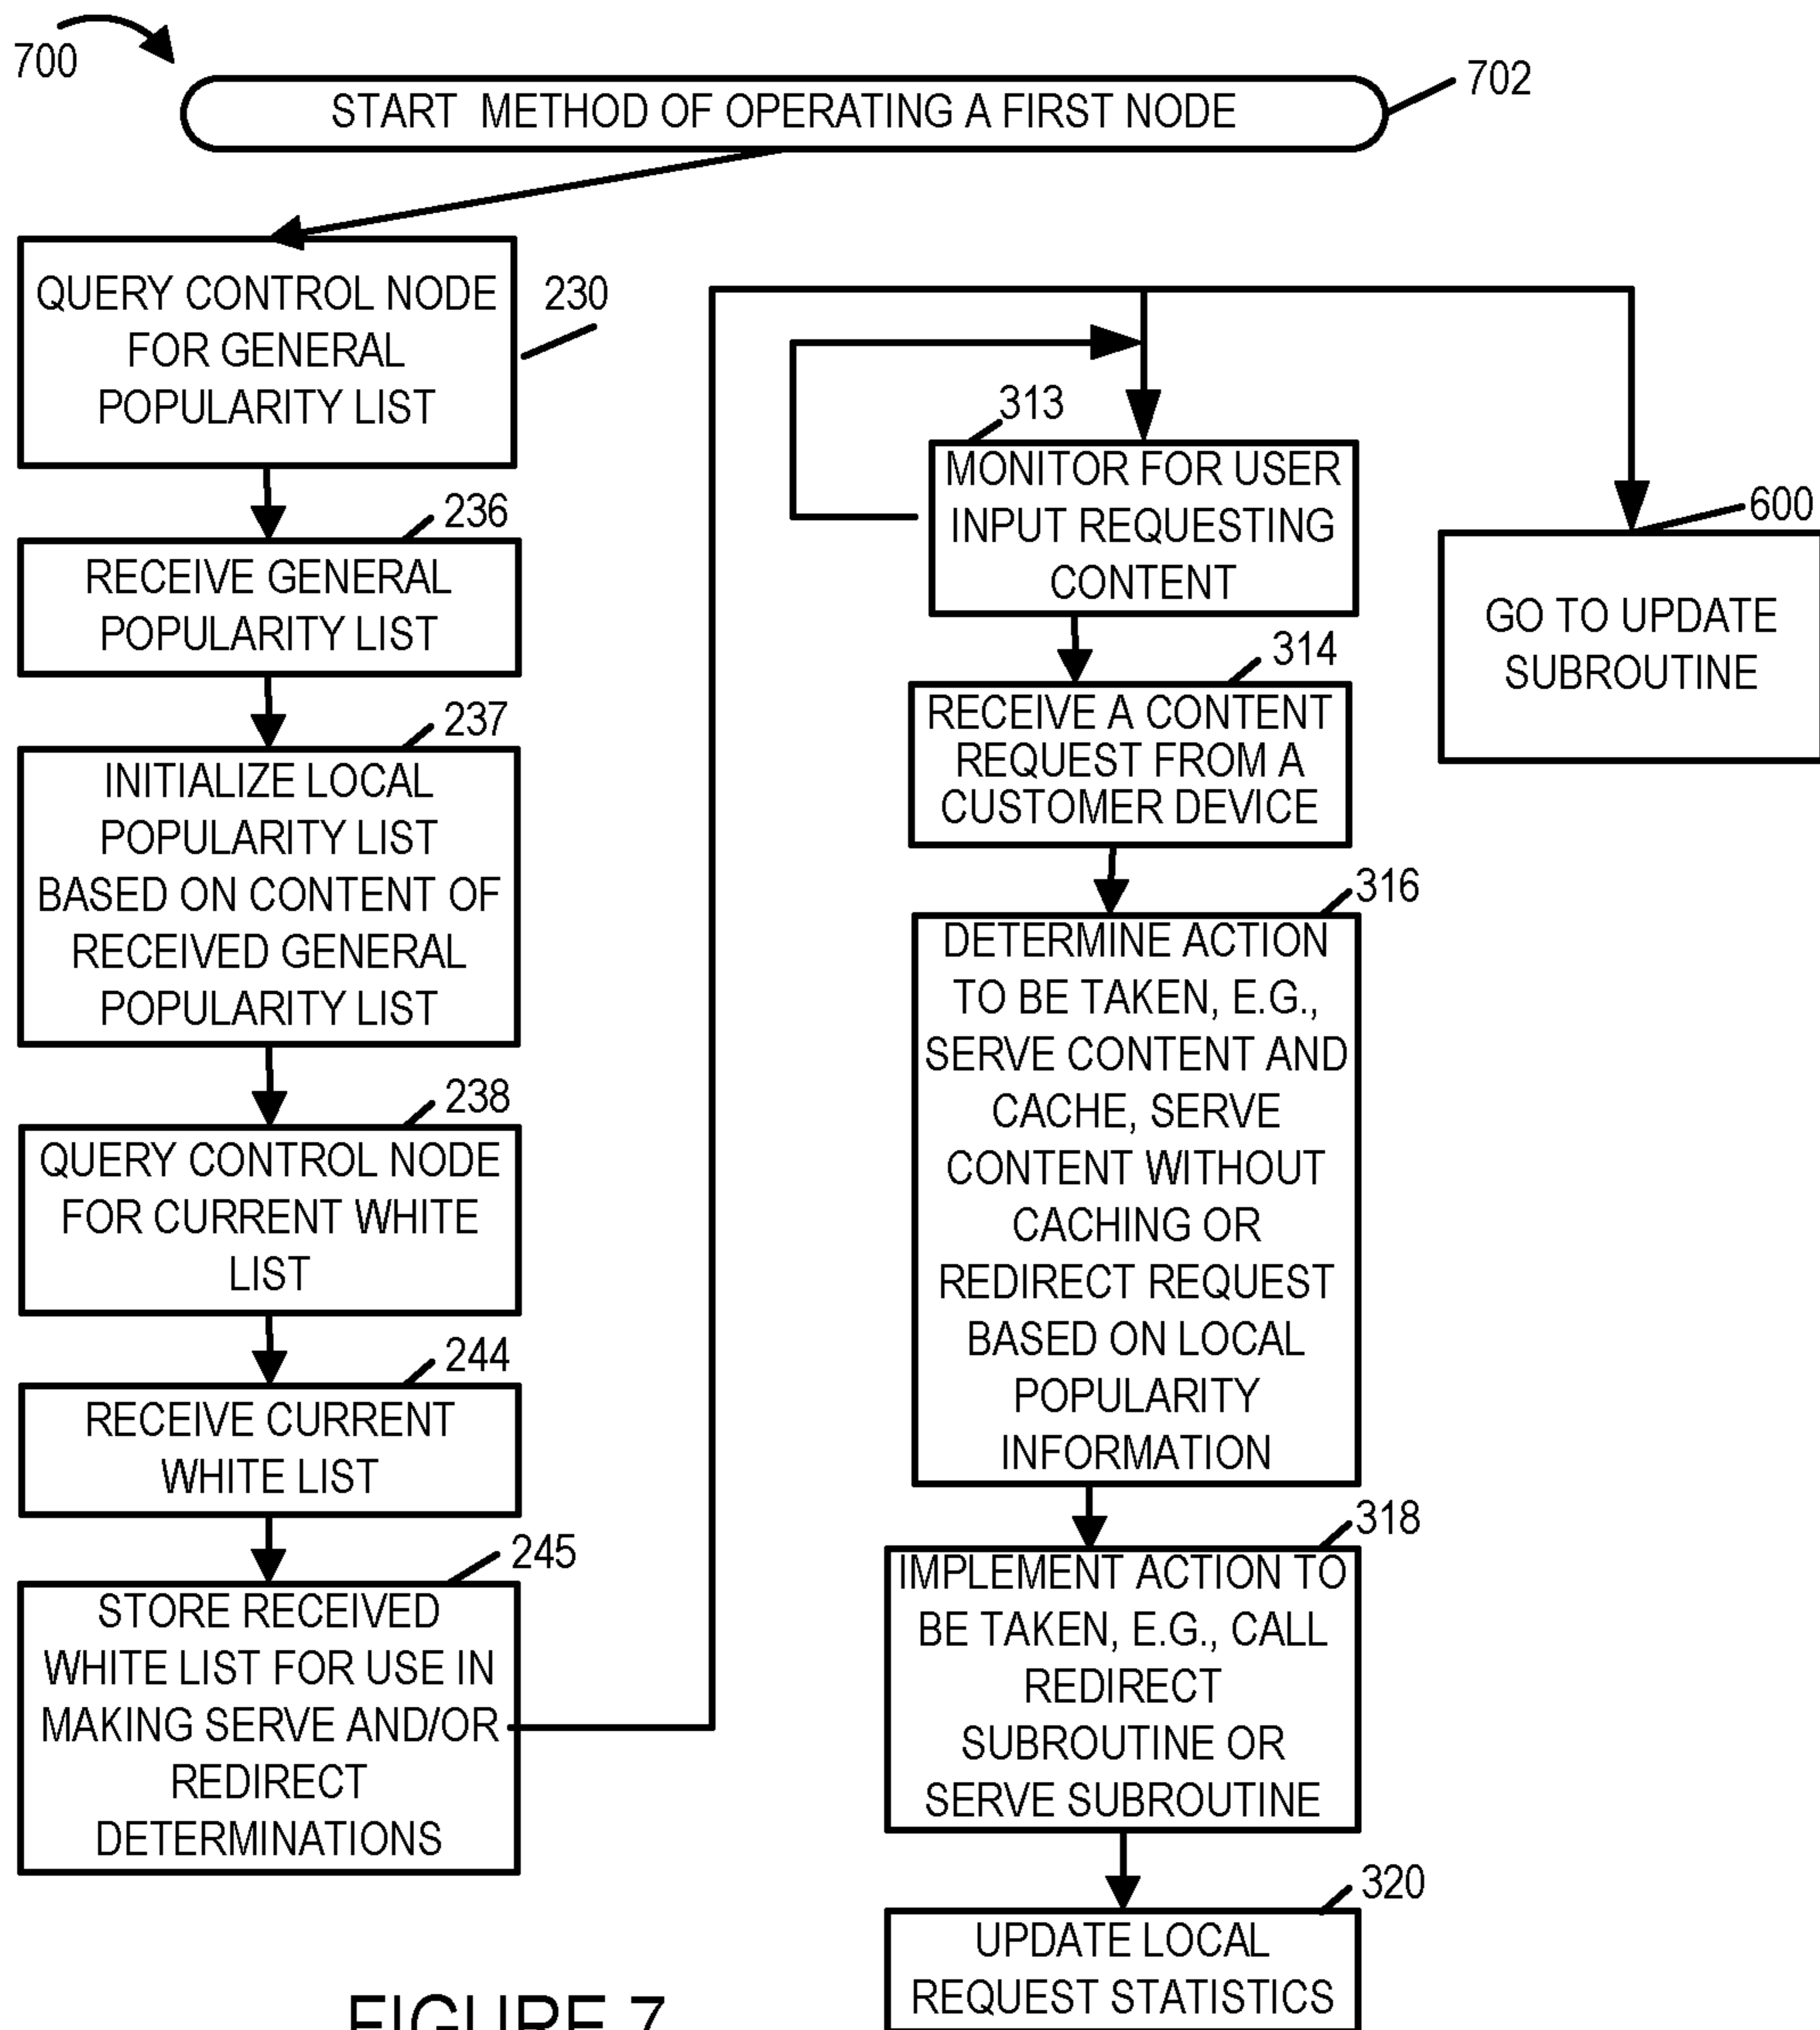 700
START METHOD OF OPERATING A FIRST NODE
702
QUERY CONTROL NODE
FOR GENERAL
POPULARITY LIST
230
236
RECEIVE GENERAL
POPULARITY LIST
237
INITIALIZE LOCAL
POPULARITY LIST
BASED ON CONTENT OF
RECEIVED GENERAL
POPULARITY LIST
238
QUERY CONTROL NODE
FOR CURRENT WHITE
LIST
244
RECEIVE CURRENT
WHITE LIST
245
STORE RECEIVED
WHITE LIST FOR USE IN
MAKING SERVE AND/OR
REDIRECT
DETERMINATIONS
313
MONITOR FOR USER
INPUT REQUESTING
CONTENT
314
RECEIVE A CONTENT
REQUEST FROM A
CUSTOMER DEVICE
316
DETERMINE ACTION
TO BE TAKEN, E.G.,
SERVE CONTENT AND
CACHE, SERVE
CONTENT WITHOUT
CACHING OR
REDIRECT REQUEST
BASED ON LOCAL
POPULARITY
INFORMATION
318
IMPLEMENT ACTION TO
BE TAKEN, E.G., CALL
REDIRECT
SUBROUTINE OR
SERVE SUBROUTINE
320
UPDATE LOCAL
REQUEST STATISTICS
600
GO TO UPDATE
SUBROUTINE
FIGURE 7